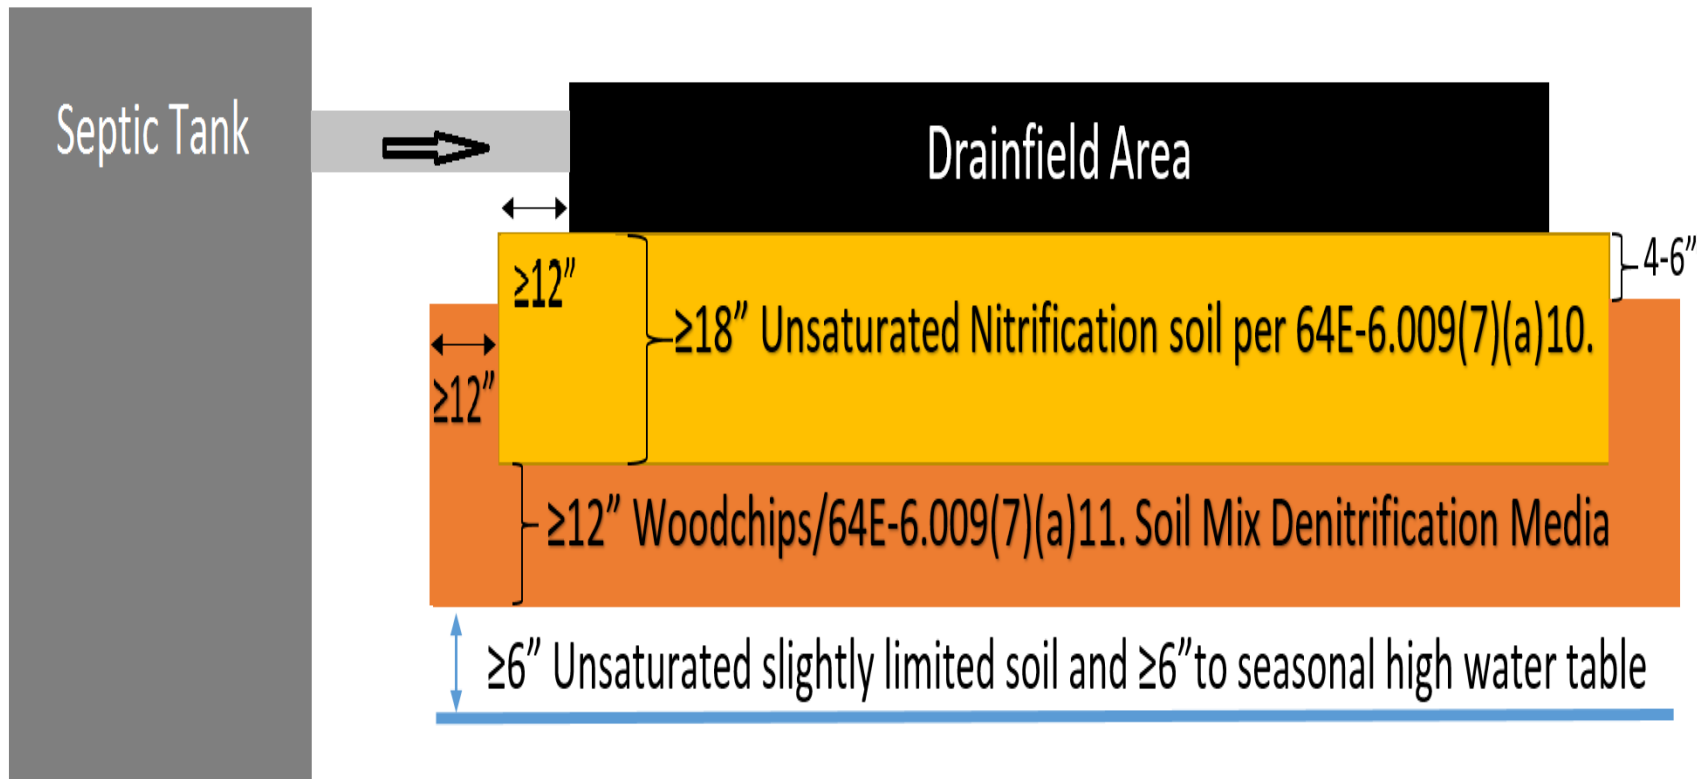 Septic Tank
Drainfield Area
4-6”
≥12”
≥18” Unsaturated Nitrification soil per 64E-6.009(7)(a)10.
≥12”
≥12” Woodchips/64E-6.009(7)(a)11. Soil Mix Denitrification Media
≥6” Unsaturated slightly limited soil and ≥6”to seasonal high water table